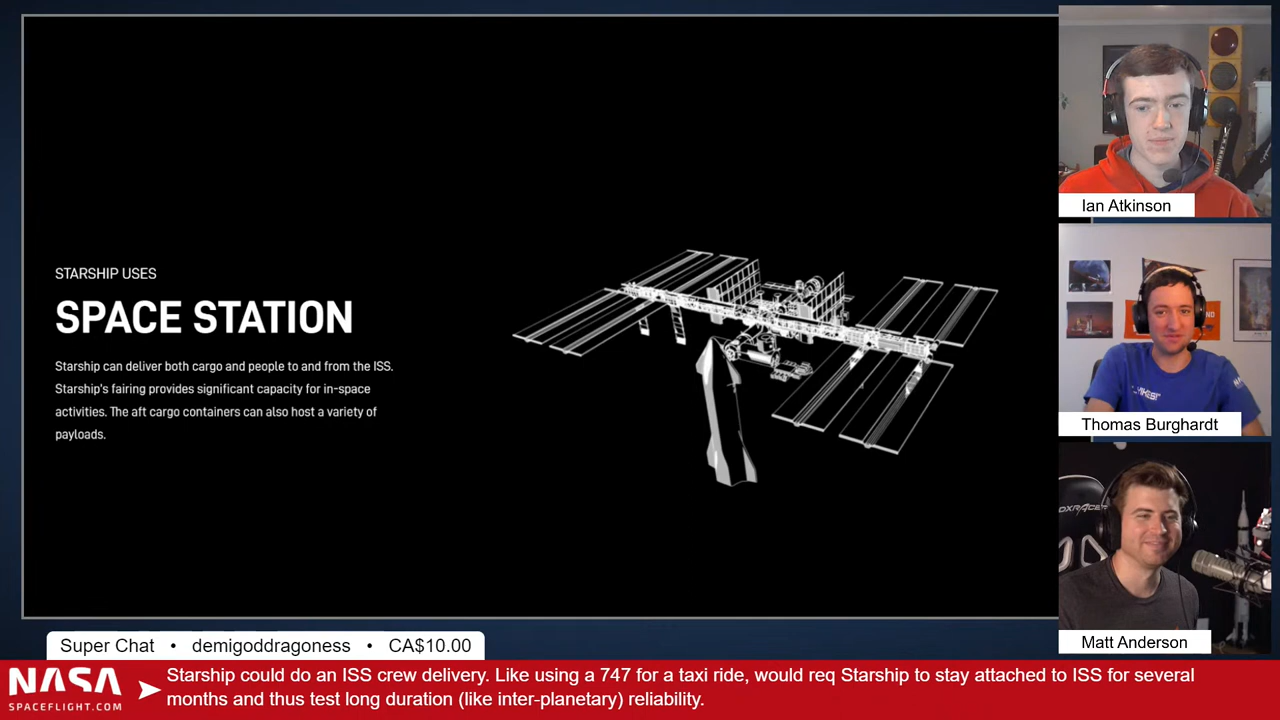 STARSHIP USES
SPACE STATION
Starship can deliver both cargo and people to and from the ISS.
Starship's fairing provides significant capacity for in-space
activities. The aft cargo containers can also host a variety of
payloads.
Ian Atkinson
Thomas Burghardt
DXRACER
Matt Anderson
Super Chat • demigoddragoness • CA$10.00
NASA
SPACEFLIGHT.COM
Starship could do an ISS crew delivery. Like using a 747 for a taxi ride, would req Starship to stay attached to ISS for several
months and thus test long duration (like inter-planetary) reliability.